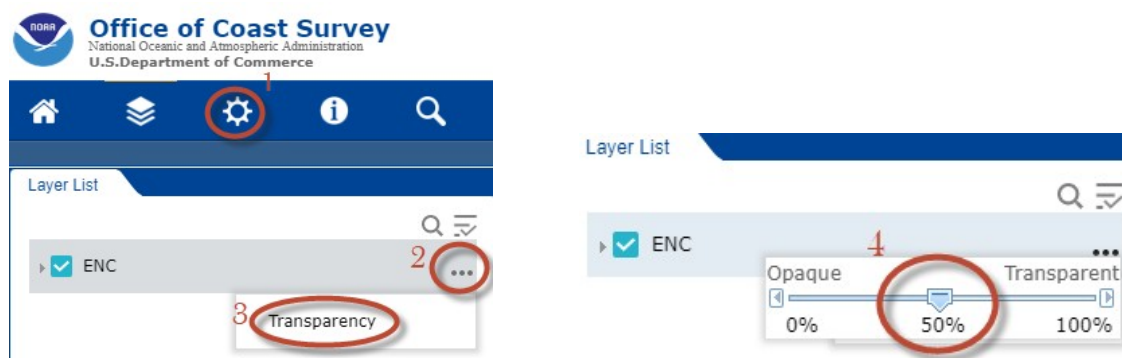 NOAA
Office of Coast Survey
National Oceanic and Atmospheric Administration
U.S.Department of Commerce
1
i
Layer List
ENC
2
...
3
Transparency
Layer List
ENC
4
...
Opaque
Transparent
0%
50%
100%